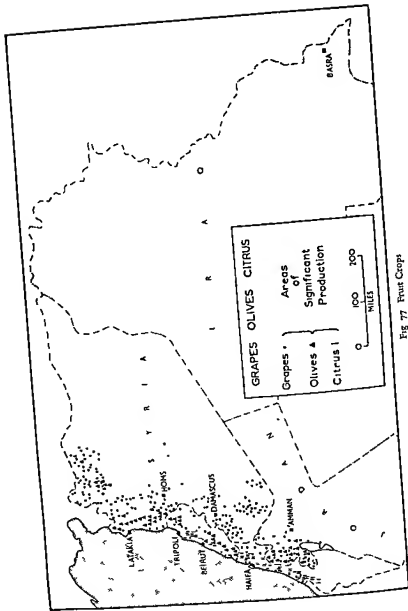 GRAPES OLIVES CITRUS
Grapes
Olives
Citrus
Areas
of
Significant
Production
0 100 200
MILES
SYRIA
IRAQ
LATAKIA
TRIPOLI
HOMS
BEIRUT
DAMASCUS
HAIFA
AMMAN
BASRA
Fig 77 Fruit Crops